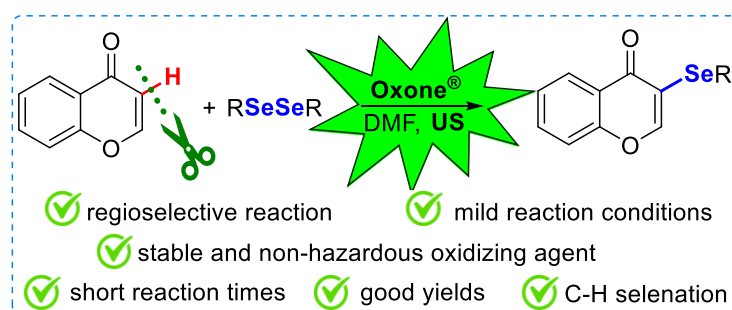 O
H
O
+ RSeSeR
Oxone®
DMF, US
O
SeR
O
regioselective reaction
mild reaction conditions
stable and non-hazardous oxidizing agent
short reaction times
good yields
C-H selenation